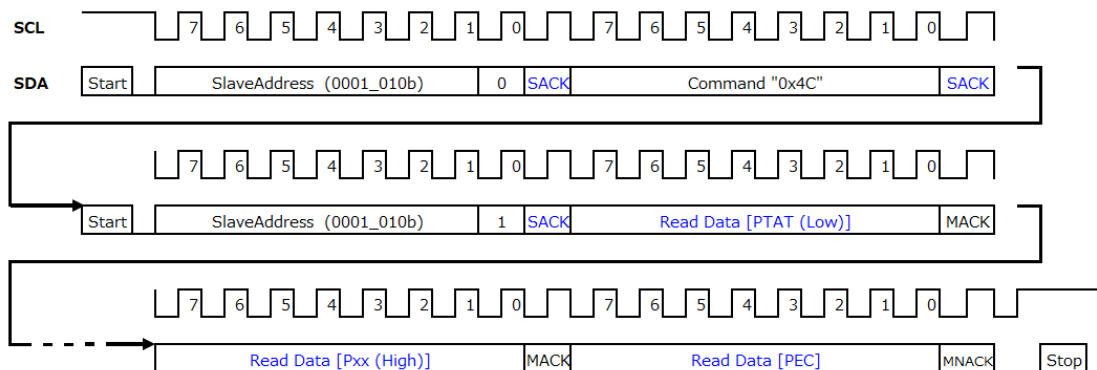 SCL 7 6 5 4 3 2 1 0 7 6 5 4 3 2 1 0
SDA Start SlaveAddress (0001_010b) 0 SACK Command "0x4C" SACK
7 6 5 4 3 2 1 0 7 6 5 4 3 2 1 0
Start SlaveAddress (0001_010b) 1 SACK Read Data [PTAT (Low)] MACK
7 6 5 4 3 2 1 0 7 6 5 4 3 2 1 0
Read Data [Pxx (High)] MACK Read Data [PEC] MNACK Stop